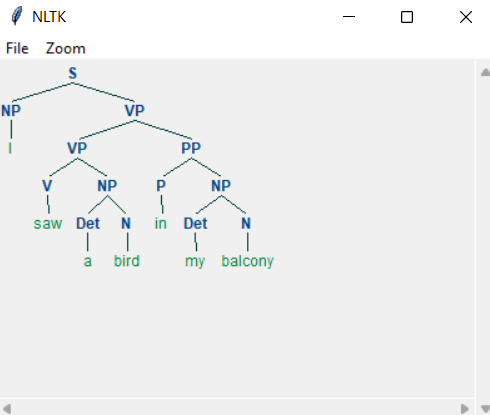 NLTK
File Zoom
S
NP VP
I VP PP
V NP P NP
saw Det N in Det N
a bird my balcony